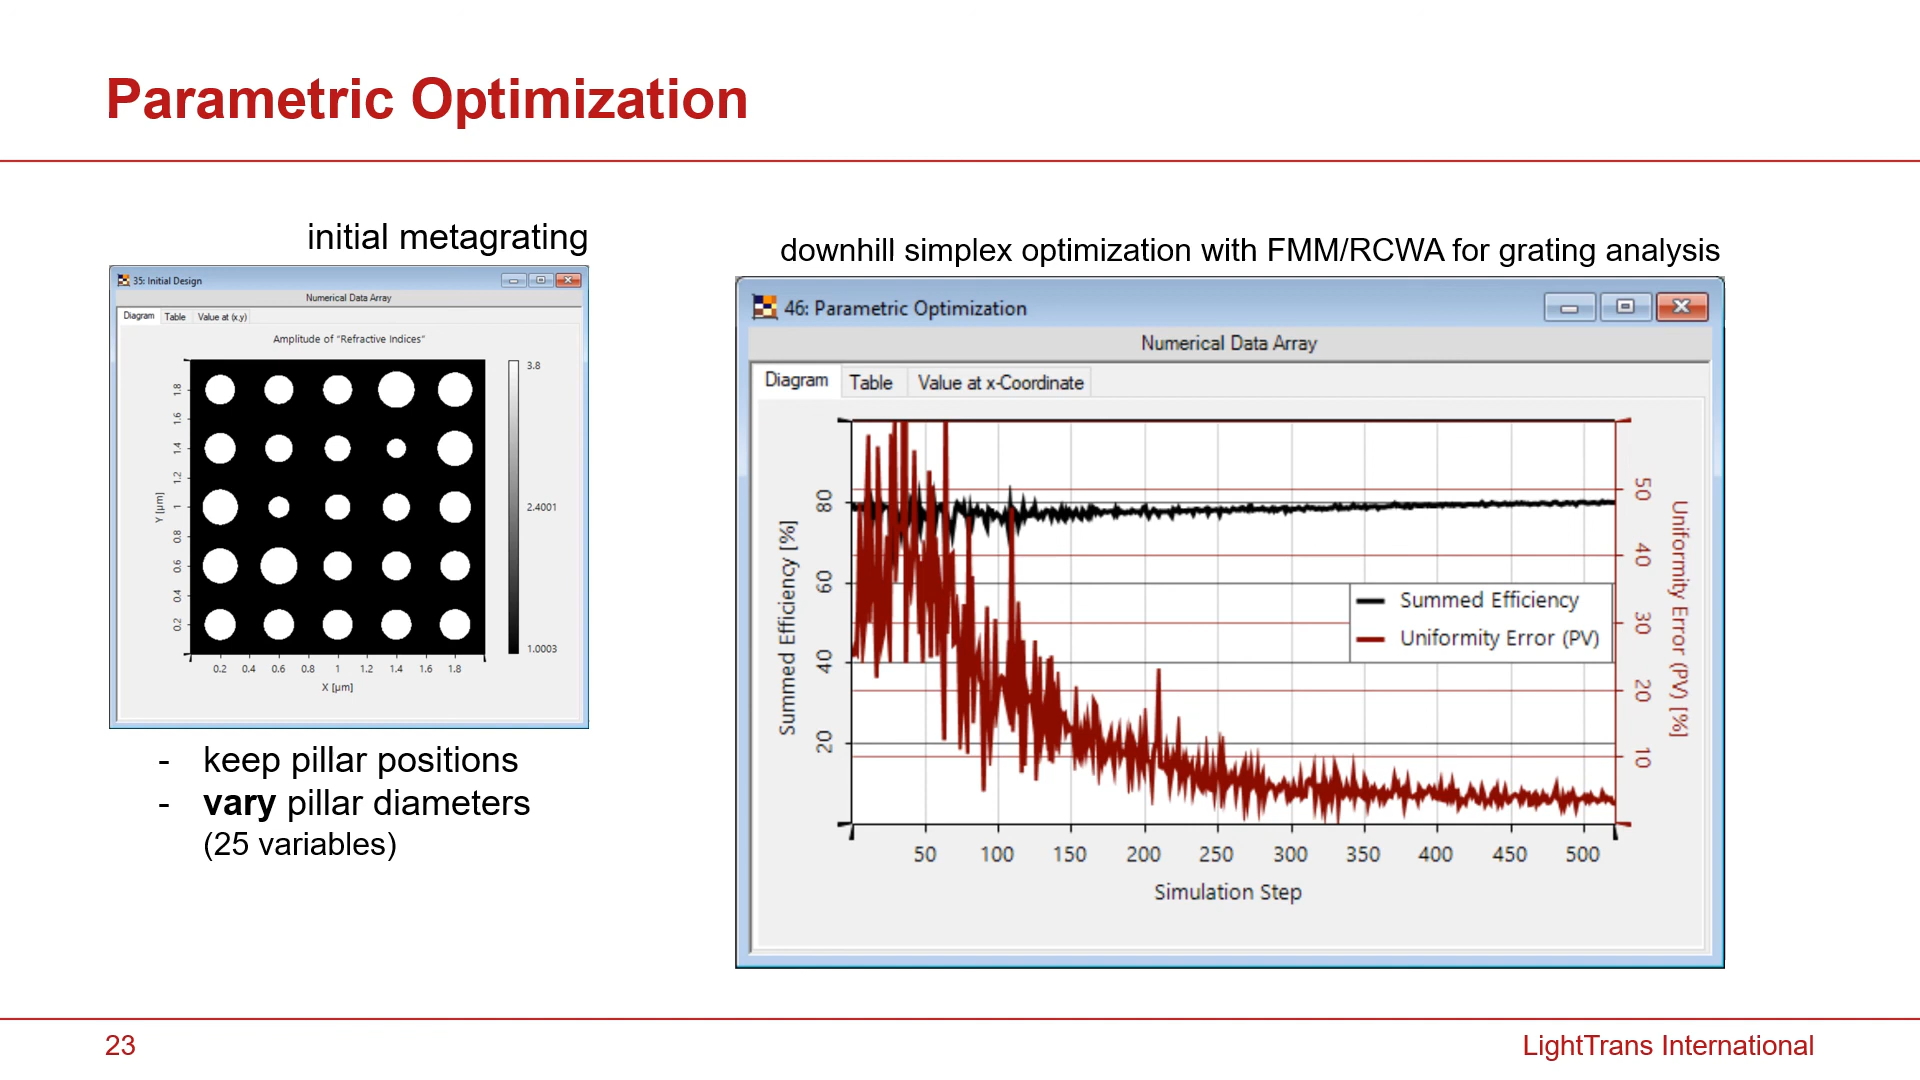 Parametric Optimization
initial metagrating
35: Initial Design
Numerical Data Array
Diagram Table Value at (x,y)
Amplitude of "Refractive Indices"
3.8
2.4001
1.0003
Y [µm]
1.8
1.6
1.4
1.2
1
0.8
0.6
0.4
0.2
0.2 0.4 0.6 0.8 1 1.2 1.4 1.6 1.8
X [µm]
- keep pillar positions
- vary pillar diameters
(25 variables)
downhill simplex optimization with FMM/RCWA for grating analysis
46: Parametric Optimization
Numerical Data Array
Diagram Table Value at x-Coordinate
Summed Efficiency [%]
80
60
40
20
Summed Efficiency
Uniformity Error (PV)
50
40
30
20
10
Uniformity Error (PV) [%]
50 100 150 200 250 300 350 400 450 500
Simulation Step
23
LightTrans International